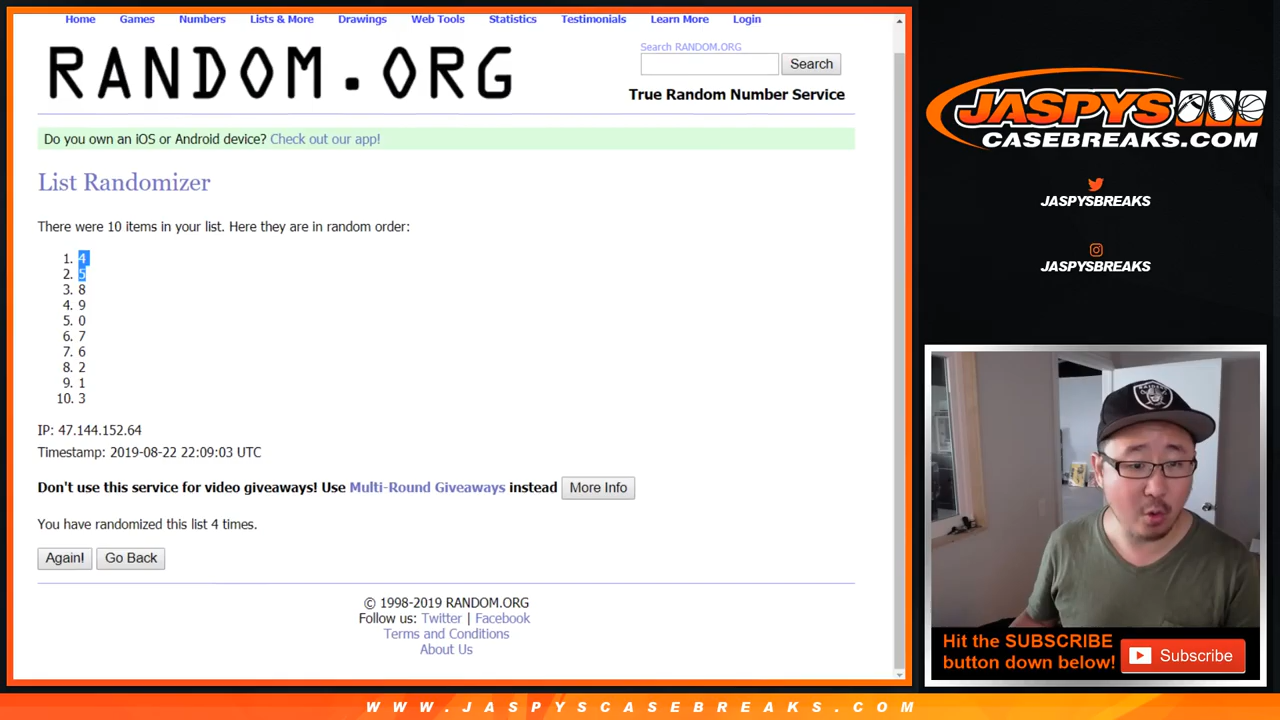 Home Games Numbers Lists & More Drawings Web Tools Statistics Testimonials Learn More Login
RANDOM.ORG
Search RANDOM.ORG
Search
True Random Number Service
Do you own an iOS or Android device? Check out our app!
List Randomizer
There were 10 items in your list. Here they are in random order:
1. 4
2. 5
3. 8
4. 9
5. 0
6. 7
7. 6
8. 2
9. 1
10. 3
IP: 47.144.152.64
Timestamp: 2019-08-22 22:09:03 UTC
Don't use this service for video giveaways! Use Multi-Round Giveaways instead More Info
You have randomized this list 4 times.
Again! Go Back
© 1998-2019 RANDOM.ORG
Follow us: Twitter | Facebook
Terms and Conditions
About Us
JASPYS
CASEBREAKS.COM
JASPYSBREAKS
JASPYSBREAKS
RAIDERS
Hit the SUBSCRIBE
button down below!
Subscribe
WWW.JASPYSCASEBREAKS.COM